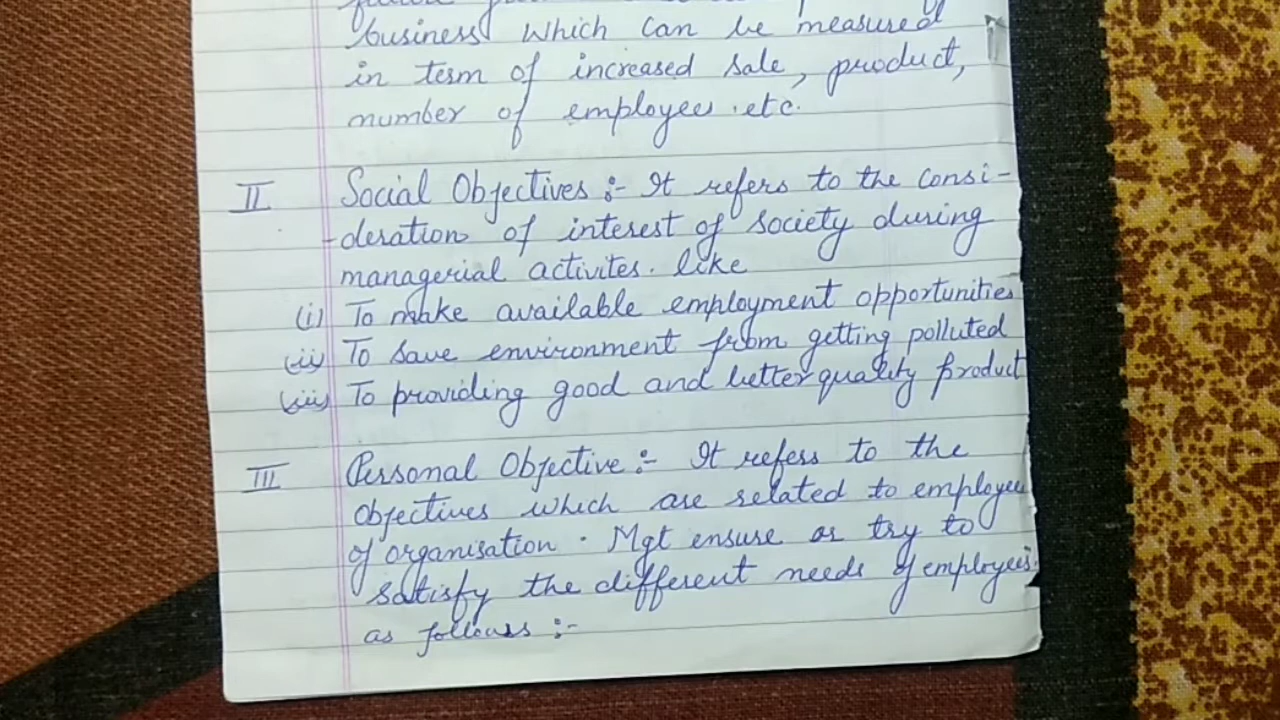 business which can be measured
in term of increased sale, product,
number of employees etc.
II Social Objectives :- It refers to the consi-
-deration of interest of society during
managerial activites. like
(i) To make available employment opportunities
(ii) To save environment from getting polluted
(iii) To providing good and better quality product
III Personal Objective :- It refers to the
Objectives which are related to employees
of organisation. Mgt ensure or try to
satisfy the different needs of employees.
as follows :-